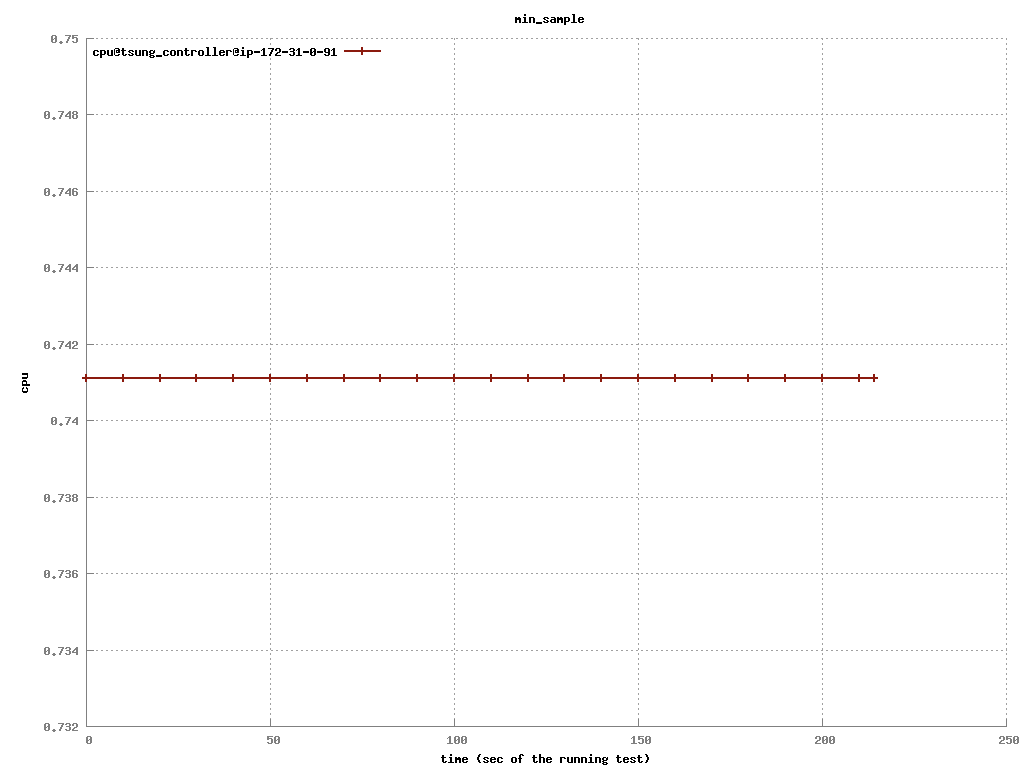 min_sample
cpu@tsung_controller@ip-172-31-0-91
0.75
0.748
0.746
0.744
0.742
0.74
0.738
0.736
0.734
0.732
cpu
0 50 100 150 200 250
time (sec of the running test)